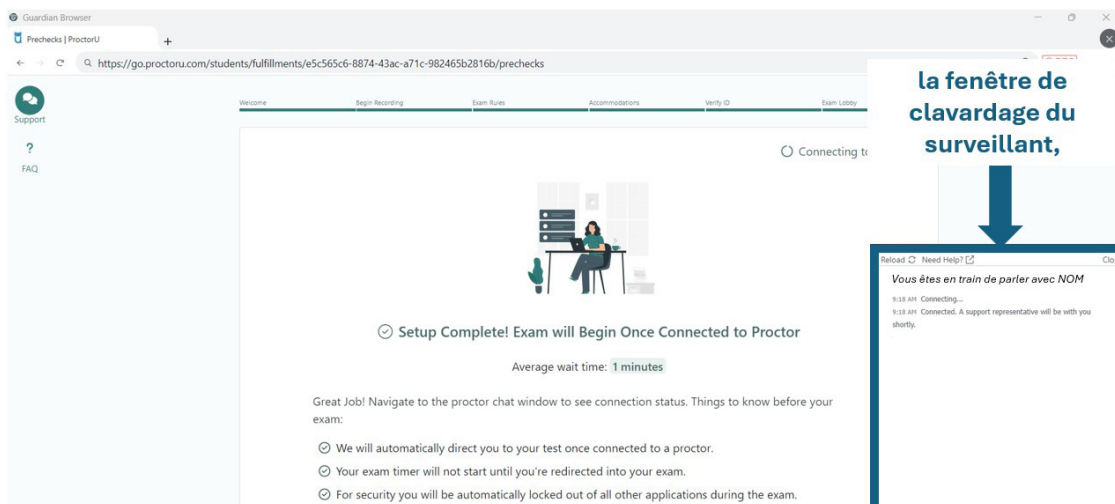 Guardian Browser
Prechecks | ProctorU
https://go.proctoru.com/students/fulfillments/e5c565c6-8874-43ac-a71c-982465b2816b/prechecks
Support
?
FAQ
Welcome Begin Recording Exam Rules Accommodations Verify ID Exam Lobby
Connecting to
la fenêtre de
clavardage du
surveillant,
Reload Need Help? Clo
Vous êtes en train de parler avec NOM
9:18 AM Connecting...
9:18 AM Connected. A support representative will be with you
shortly.
Setup Complete! Exam will Begin Once Connected to Proctor
Average wait time: 1 minutes
Great Job! Navigate to the proctor chat window to see connection status. Things to know before your
exam:
We will automatically direct you to your test once connected to a proctor.
Your exam timer will not start until you're redirected into your exam.
For security you will be automatically locked out of all other applications during the exam.